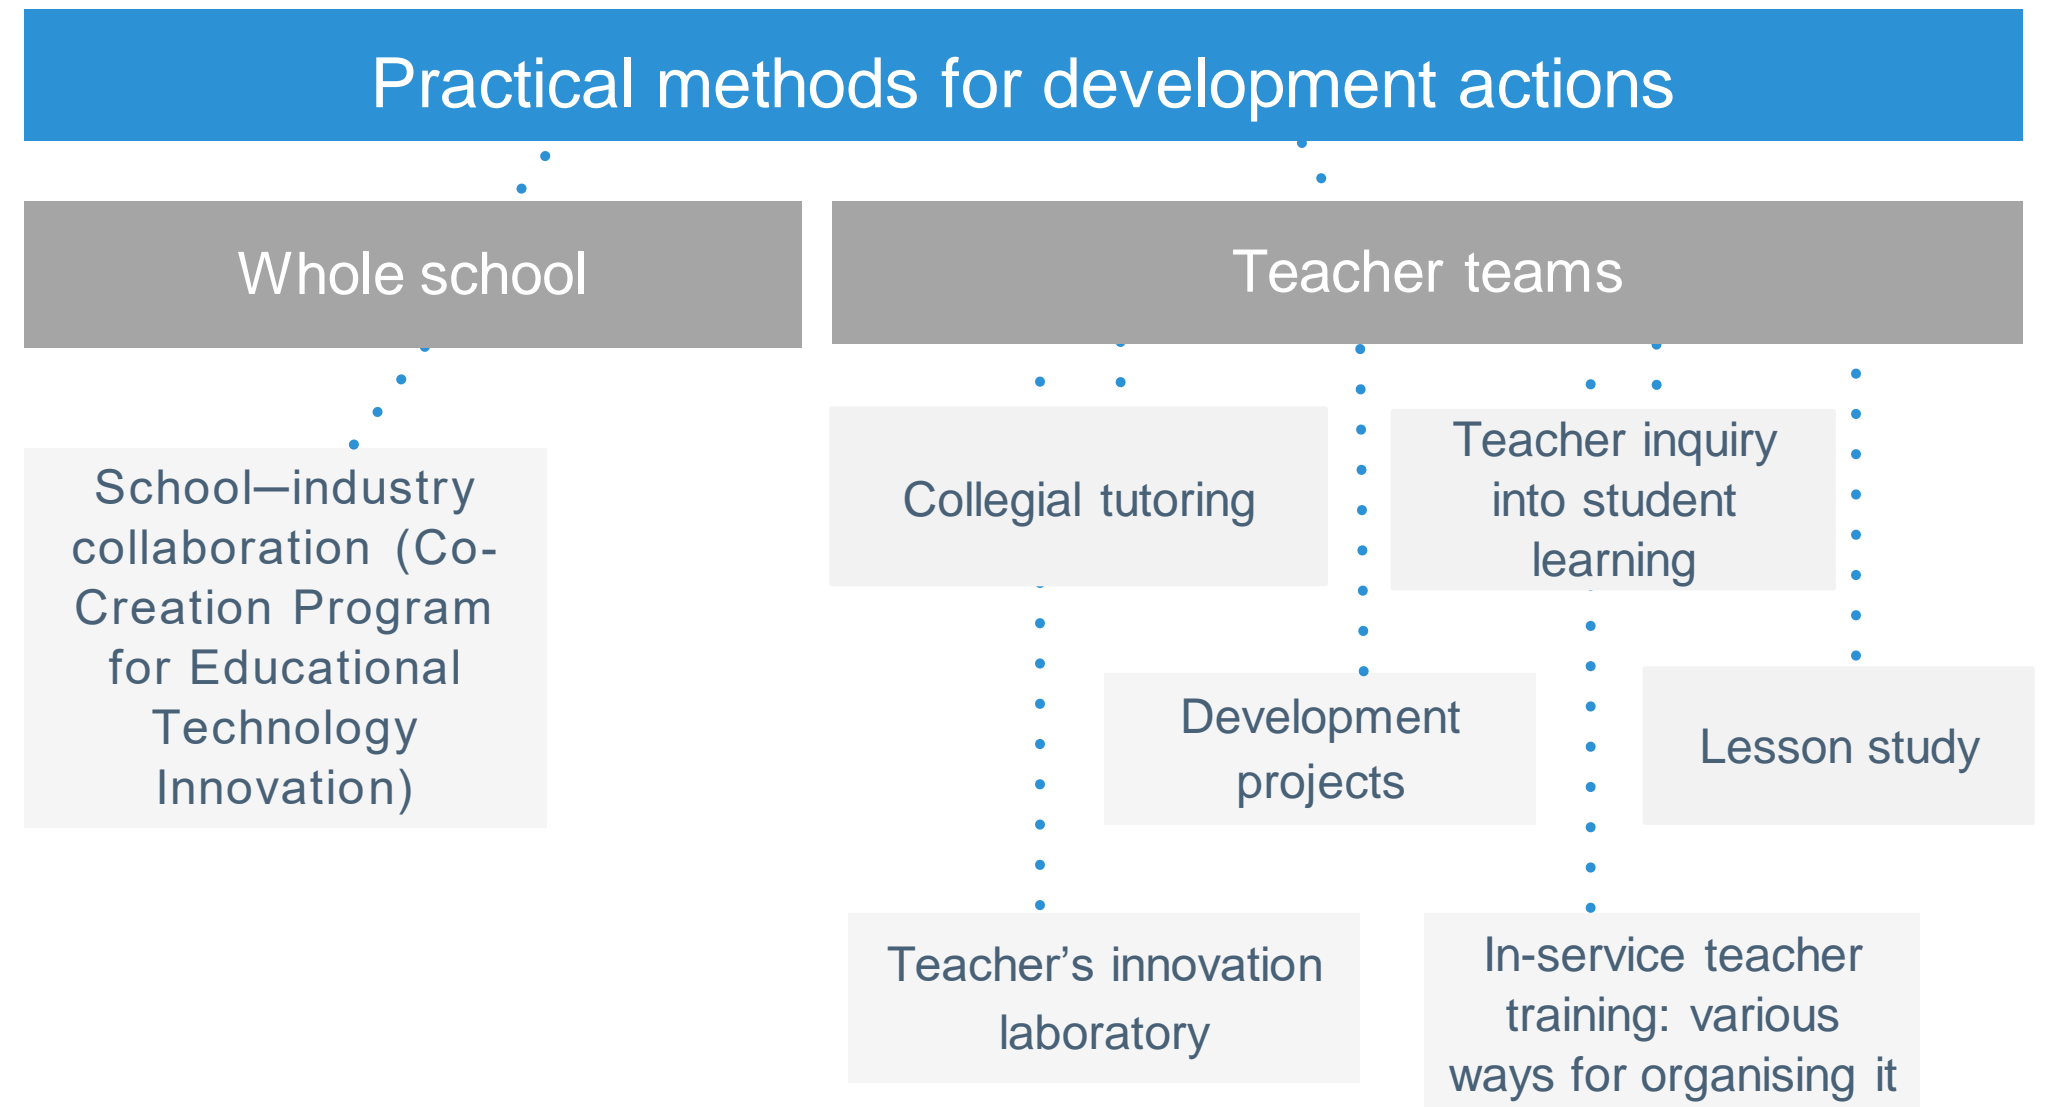 Practical methods for development actions
Whole school
Teacher teams
School—industry
collaboration (Co-
Creation Program
for Educational
Technology
Innovation)
Collegial tutoring
Teacher inquiry
into student
learning
Development
projects
Lesson study
Teacher’s innovation
laboratory
In-service teacher
training: various
ways for organising it